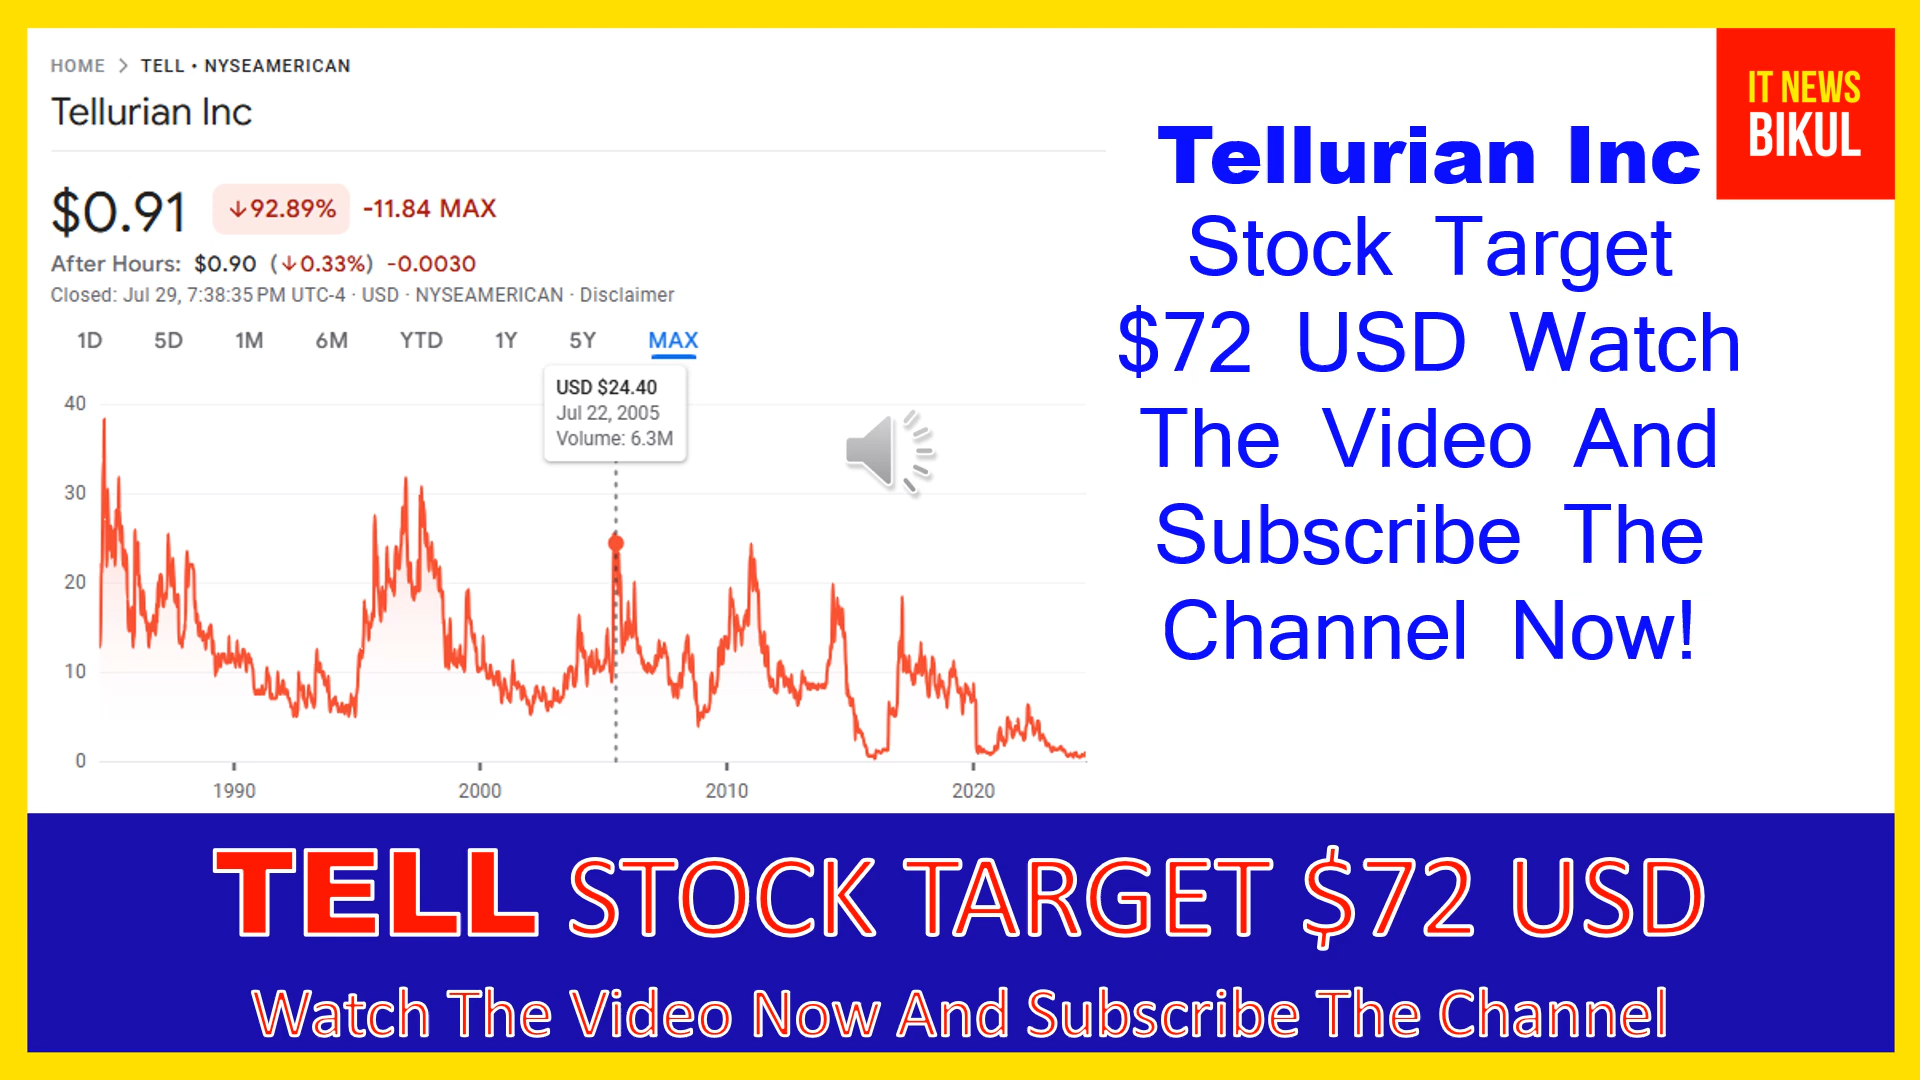 HOME > TELL • NYSEAMERICAN
Tellurian Inc
$0.91 ↓92.89% -11.84 MAX
After Hours: $0.90 (↓0.33%) -0.0030
Closed: Jul 29, 7:38:35 PM UTC-4 · USD · NYSEAMERICAN · Disclaimer
1D 5D 1M 6M YTD 1Y 5Y MAX
USD $24.40
Jul 22, 2005
Volume: 6.3M
40
30
20
10
0
1990 2000 2010 2020
IT NEWS
BIKUL
Tellurian Inc
Stock Target
$72 USD Watch
The Video And
Subscribe The
Channel Now!
TELL STOCK TARGET $72 USD
Watch The Video Now And Subscribe The Channel